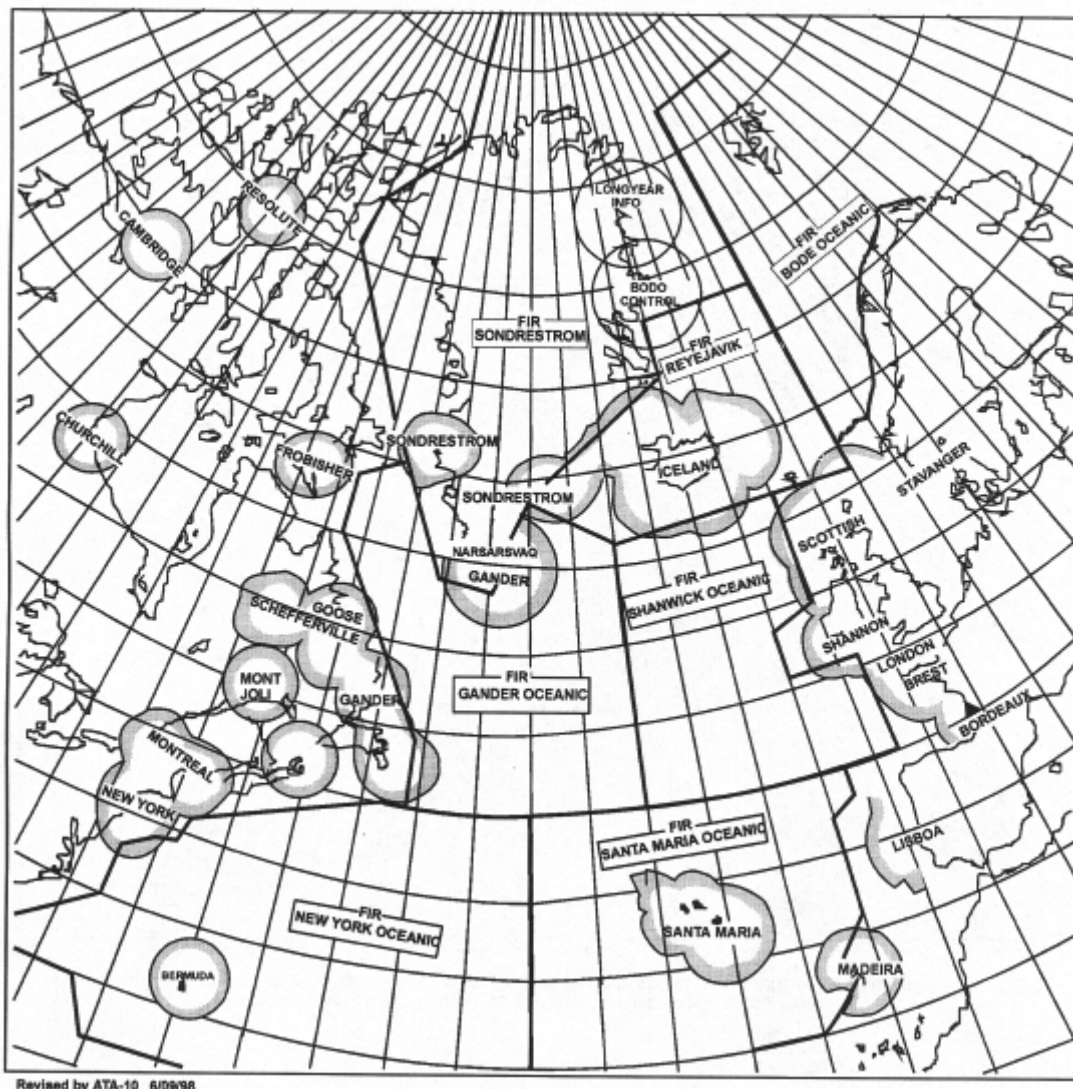 RESOLUTE
CAMBRIDGE
LONGYEAR
INFO
FIR
BODE OCEANIC
BODO
CONTROL
FIR
SONDRESTROM
FIR
REYEJAVIK
CHURCHILL
FROBISHER
SONDRESTROM
ICELAND
STAVANGER
SONDRESTROM
SCOTTISH
NARSARSVAQ
GANDER
FIR
SHANWICK OCEANIC
GOOSE
SCHEFFERVILLE
SHANNON
LONDON
BREST
MONT
JOLI
GANDER
FIR
GANDER OCEANIC
BORDEAUX
MONTREAL
NEW YORK
FIR
SANTA MARIA OCEANIC
LISBOA
FIR
NEW YORK OCEANIC
SANTA MARIA
BERMUDA
MADEIRA
Revised by ATA-10 6/09/98